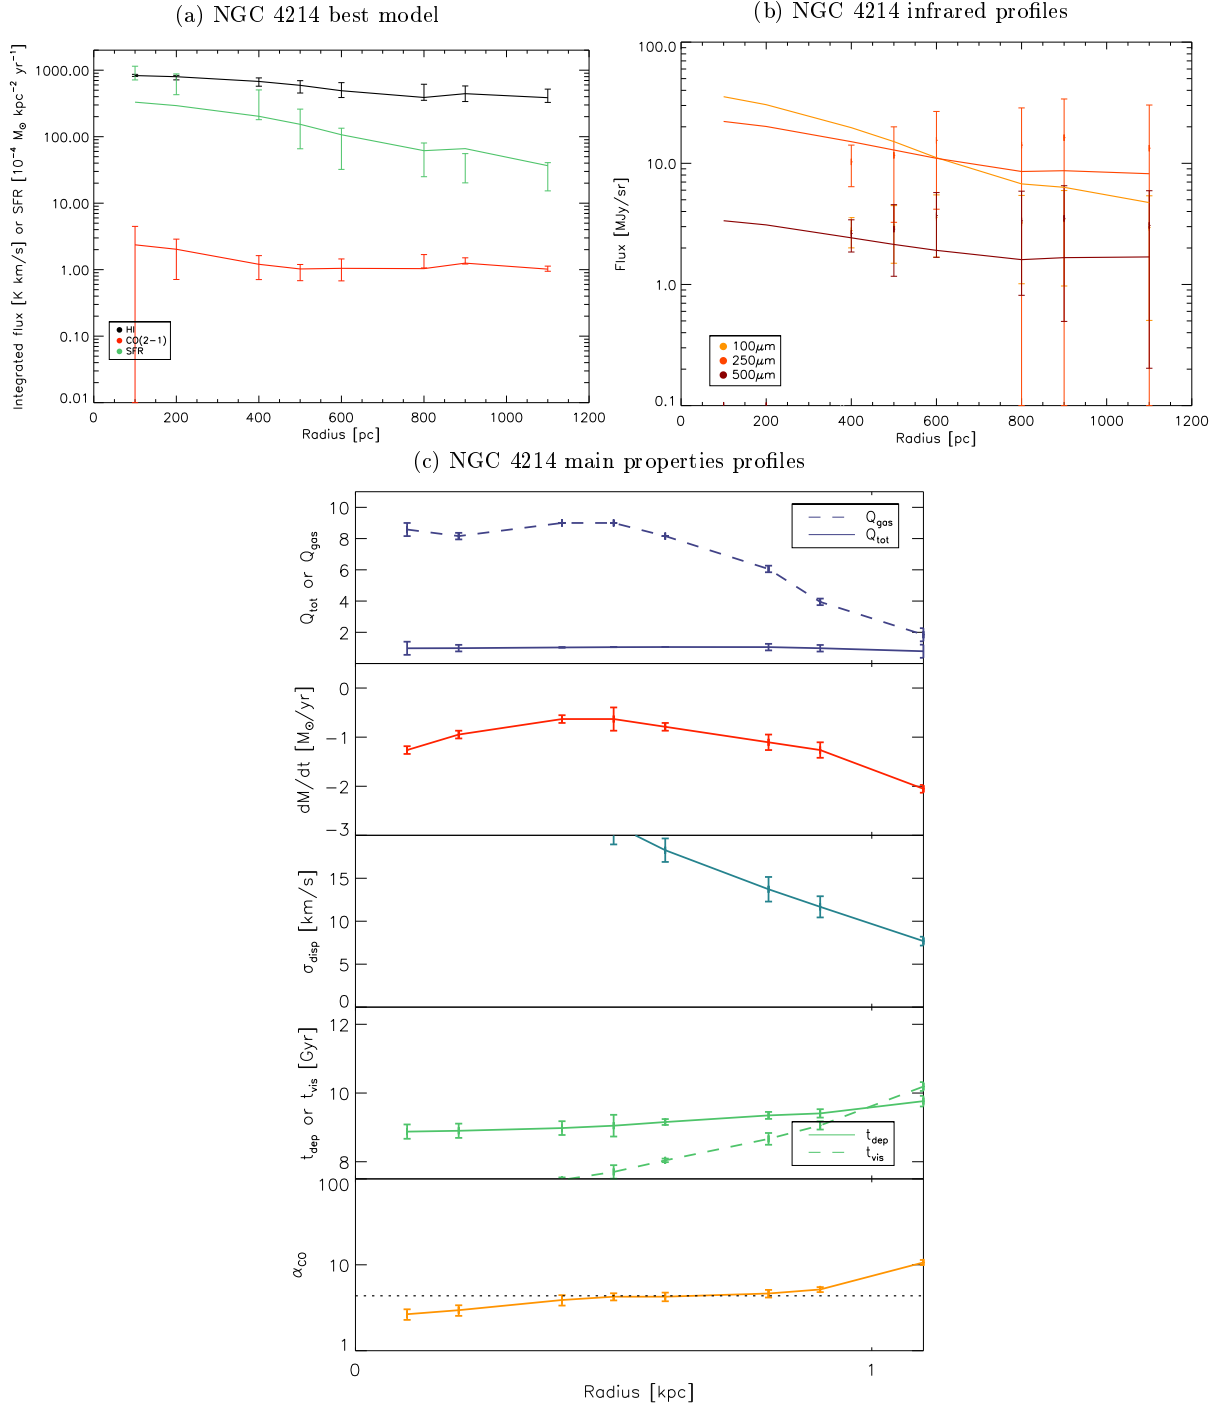 (a) NGC 4214 best model
Integrated flux [K km/s] or SFR [10⁻⁴ M⊙ kpc⁻² yr⁻¹]
1000.00
100.00
10.00
1.00
0.10
0.01
HI
CO(2−1)
SFR
0 200 400 600 800 1000 1200
Radius [pc]
(b) NGC 4214 infrared profiles
Flux [MJy/sr]
100.0
10.0
1.0
0.1
100μm
250μm
500μm
0 200 400 600 800 1000 1200
Radius [pc]
(c) NGC 4214 main properties profiles
Q_tot or Q_gas
10
8
6
4
2
Q_gas
Q_tot
dM/dt [M⊙/yr]
0
−1
−2
−3
σ_disp [km/s]
15
10
5
0
t_dep or t_vis [Gyr]
12
10
8
t_dep
t_vis
α_CO
100
10
1
0 1
Radius [kpc]